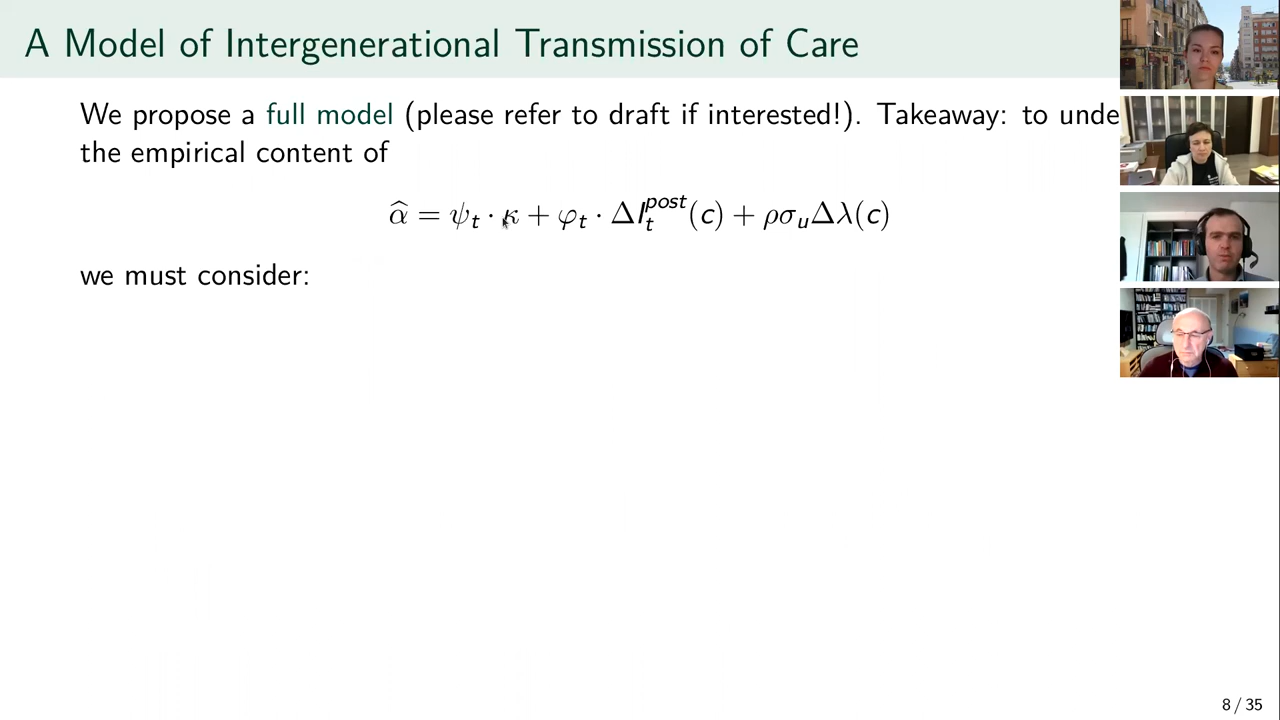 A Model of Intergenerational Transmission of Care
We propose a full model (please refer to draft if interested!). Takeaway: to unde
the empirical content of
α̂ = ψ_t · κ + φ_t · ΔI_t^post(c) + ρσ_uΔλ(c)
we must consider:
8 / 35